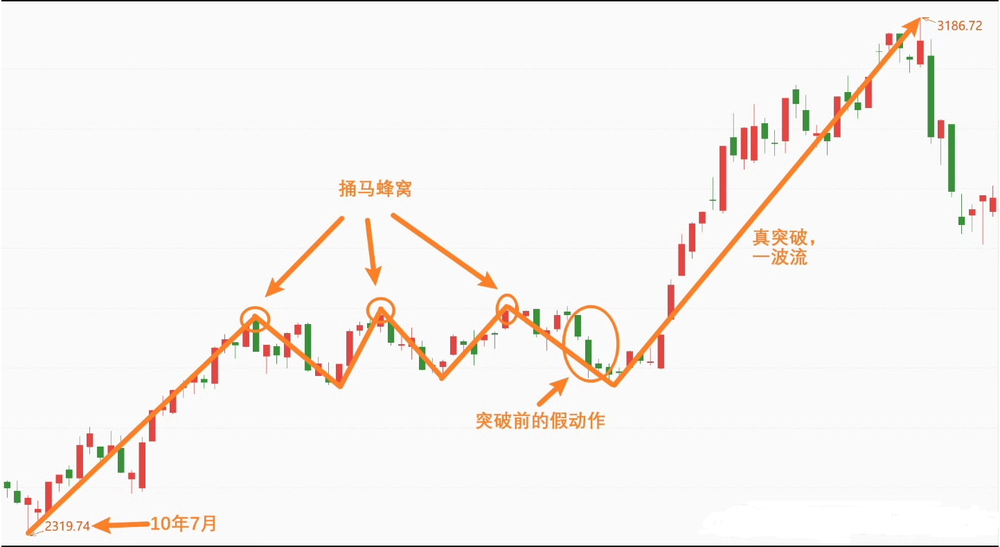 3186.72
捅马蜂窝
真突破，
一波流
突破前的假动作
2319.74
10年7月